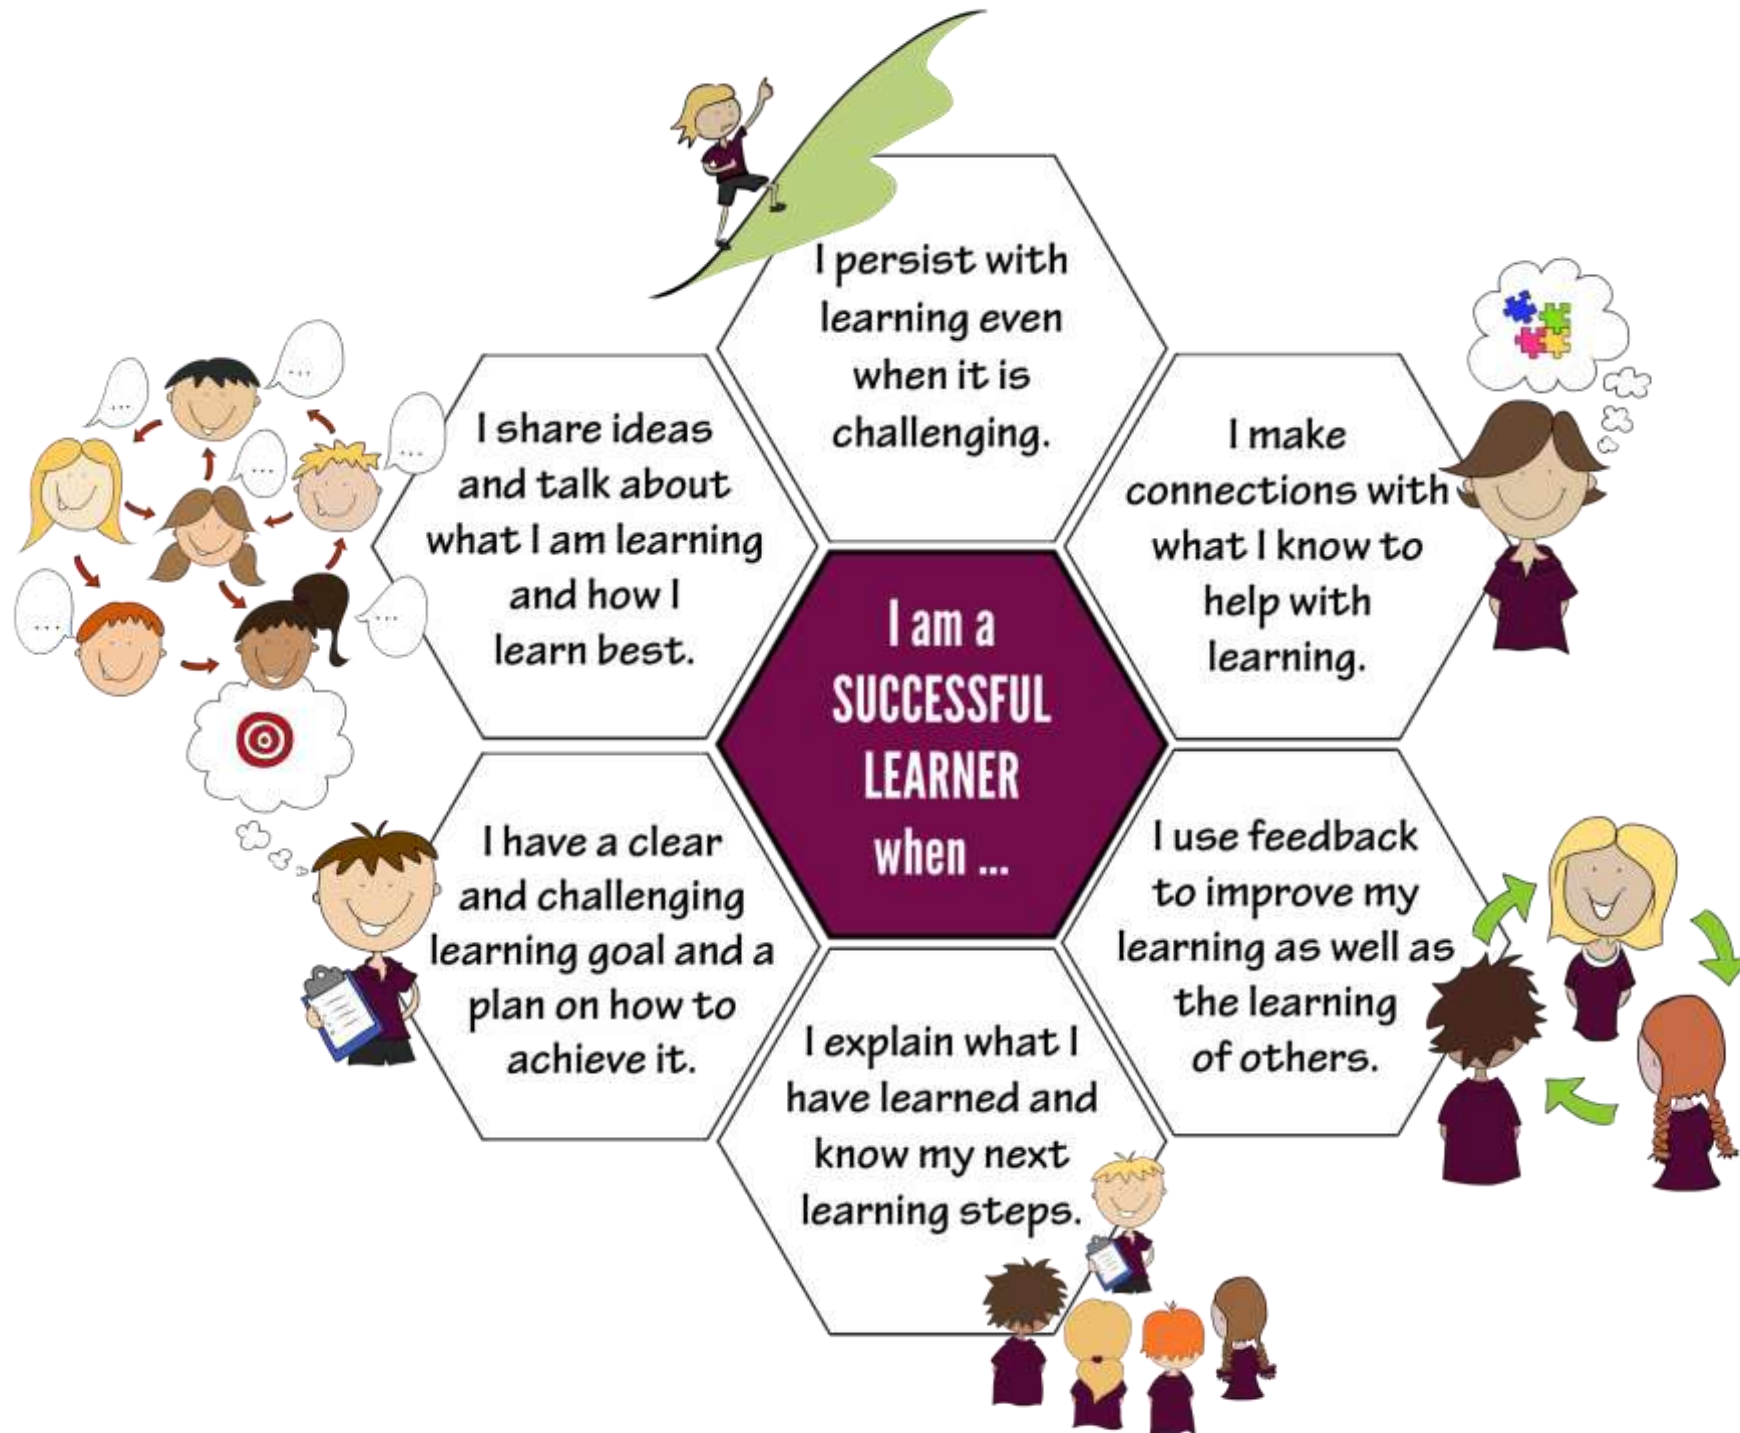 I persist with
learning even
when it is
challenging.
I share ideas
and talk about
what I am learning
and how I
learn best.
I make
connections with
what I know to
help with
learning.
I am a
SUCCESSFUL
LEARNER
when ...
I have a clear
and challenging
learning goal and a
plan on how to
achieve it.
I use feedback
to improve my
learning as well as
the learning
of others.
I explain what I
have learned and
know my next
learning steps.
...
...
...
...
...
...